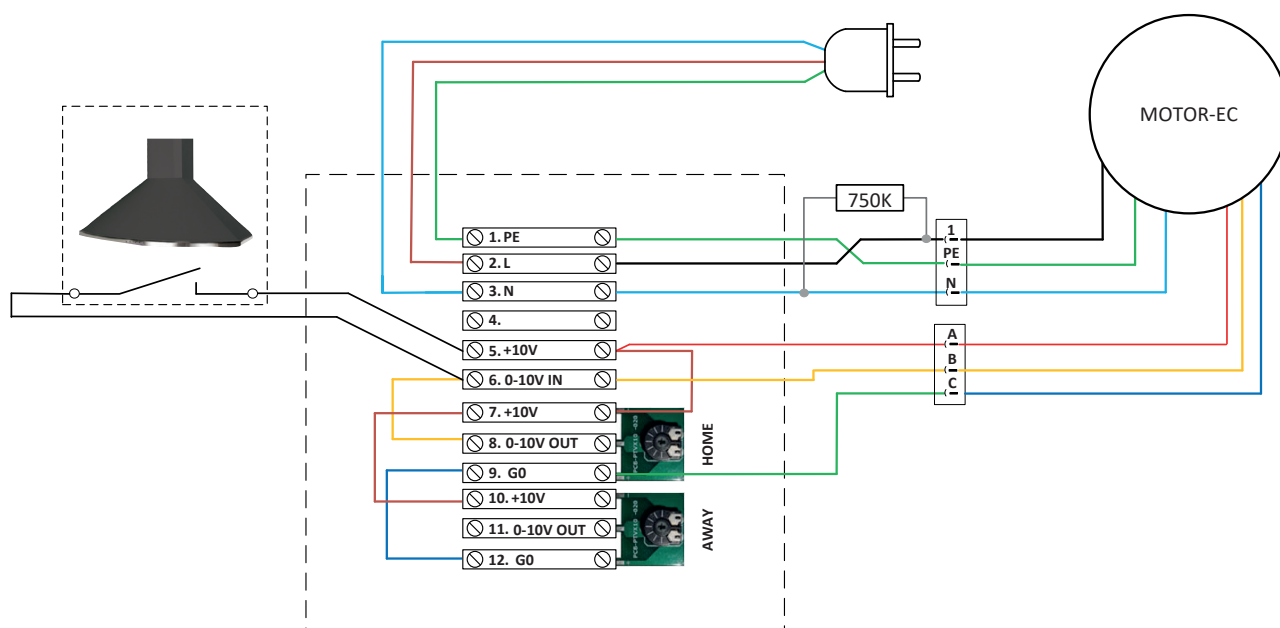 MOTOR-EC
750K
1. PE
2. L
3. N
4.
5. +10V
6. 0-10V IN
7. +10V
8. 0-10V OUT
9. G0
10. +10V
11. 0-10V OUT
12. G0
1
PE
N
A
B
C
HOME
AWAY